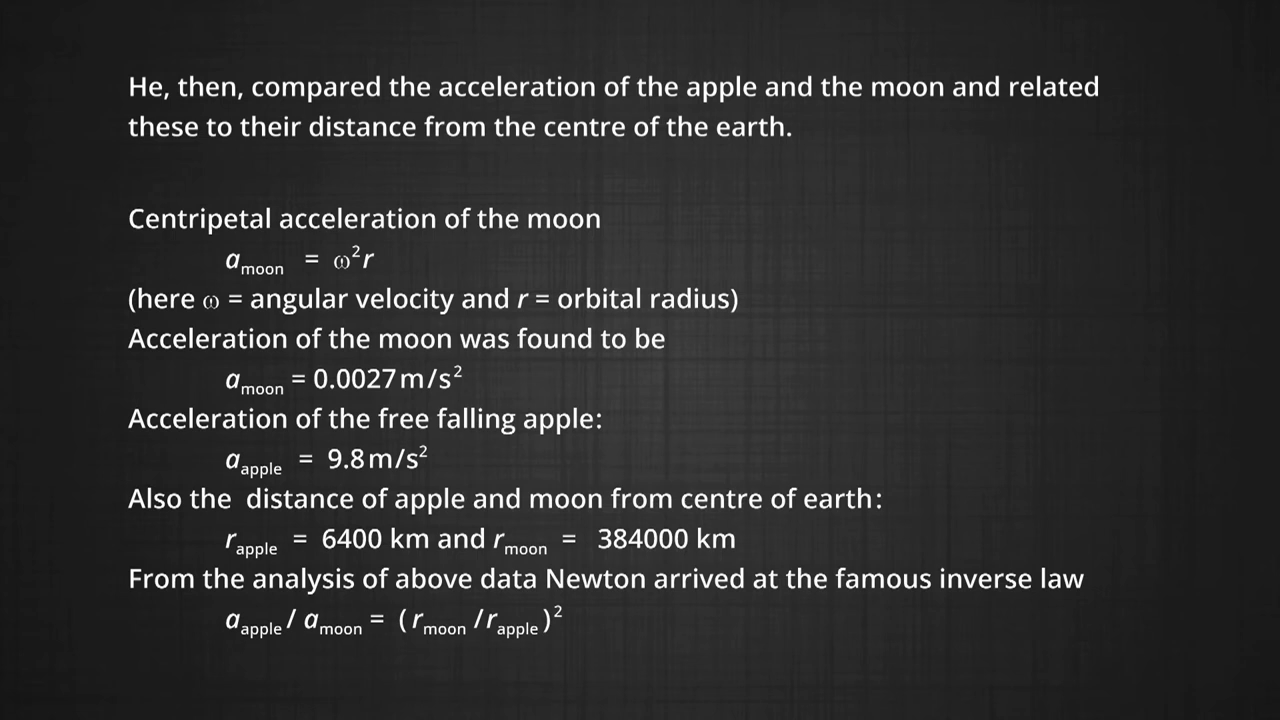 He, then, compared the acceleration of the apple and the moon and related
these to their distance from the centre of the earth.
Centripetal acceleration of the moon
a_moon = ω²r
(here ω = angular velocity and r = orbital radius)
Acceleration of the moon was found to be
a_moon = 0.0027 m/s²
Acceleration of the free falling apple:
a_apple = 9.8 m/s²
Also the distance of apple and moon from centre of earth:
r_apple = 6400 km and r_moon = 384000 km
From the analysis of above data Newton arrived at the famous inverse law
a_apple / a_moon = (r_moon / r_apple)²